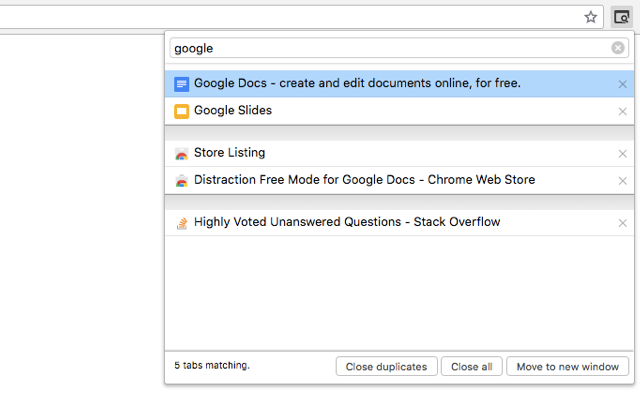 google
Google Docs - create and edit documents online, for free.
Google Slides
Store Listing
Distraction Free Mode for Google Docs - Chrome Web Store
Highly Voted Unanswered Questions - Stack Overflow
5 tabs matching. Close duplicates Close all Move to new window